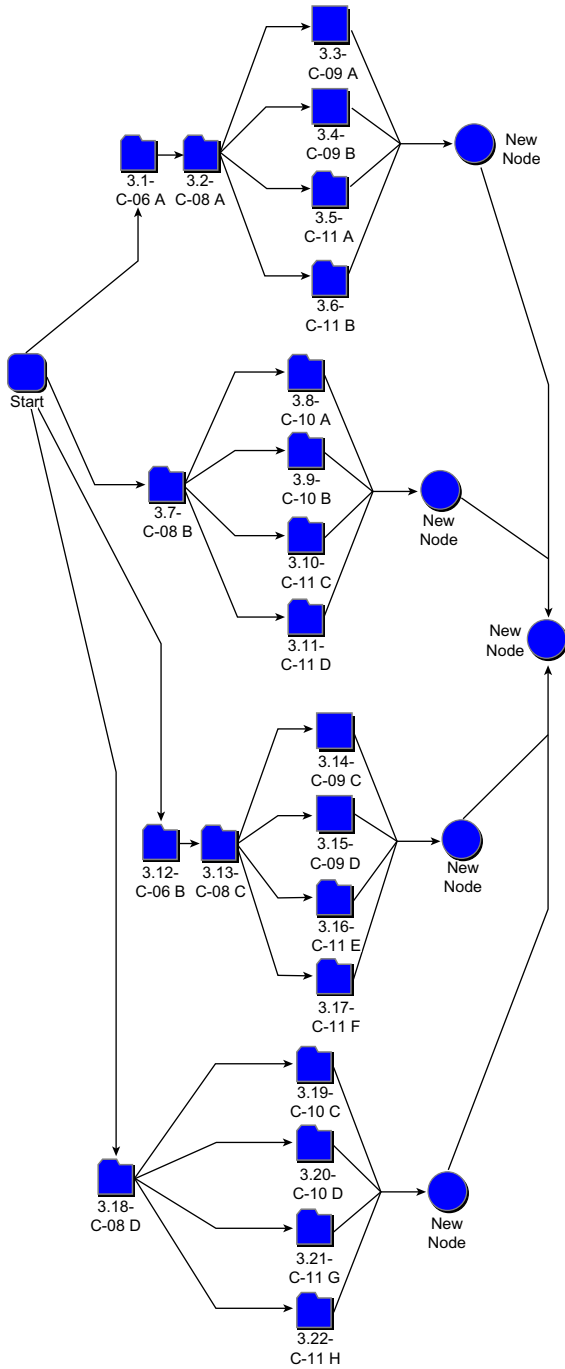 3.3-
C-09 A
3.4-
C-09 B
New
Node
3.1-
C-06 A
3.2-
C-08 A
3.5-
C-11 A
3.6-
C-11 B
Start
3.8-
C-10 A
3.9-
C-10 B
3.7-
C-08 B
New
Node
3.10-
C-11 C
3.11-
C-11 D
New
Node
3.14-
C-09 C
3.15-
C-09 D
3.12-
C-06 B
3.13-
C-08 C
New
Node
3.16-
C-11 E
3.17-
C-11 F
3.19-
C-10 C
3.20-
C-10 D
3.18-
C-08 D
New
Node
3.21-
C-11 G
3.22-
C-11 H